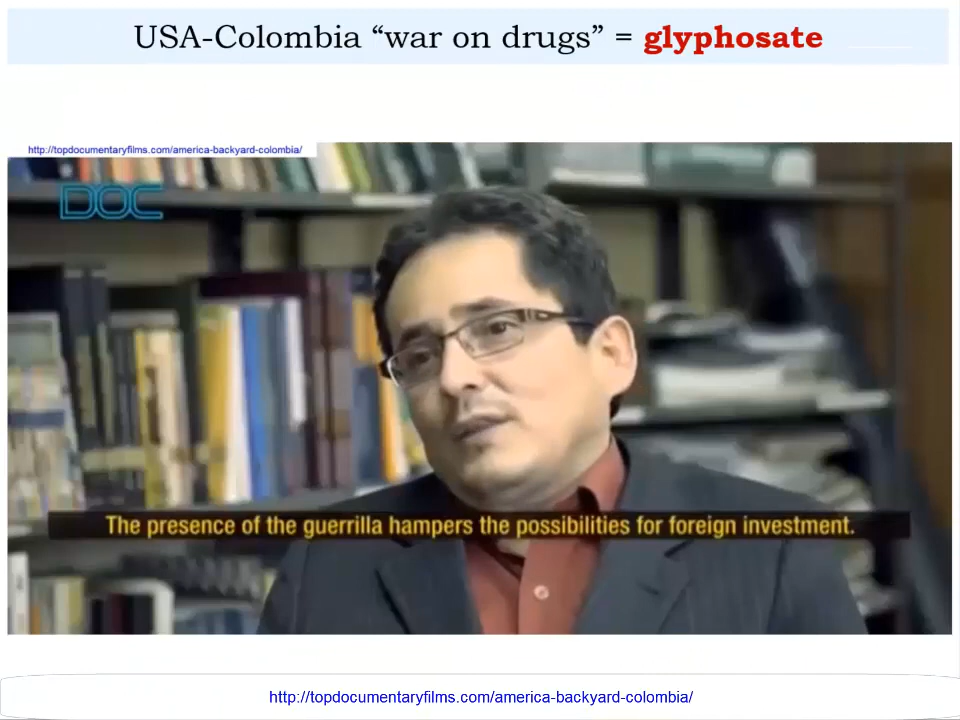 USA-Colombia “war on drugs” = glyphosate
http://topdocumentaryfilms.com/america-backyard-colombia/
DOC
The presence of the guerrilla hampers the possibilities for foreign investment.
http://topdocumentaryfilms.com/america-backyard-colombia/